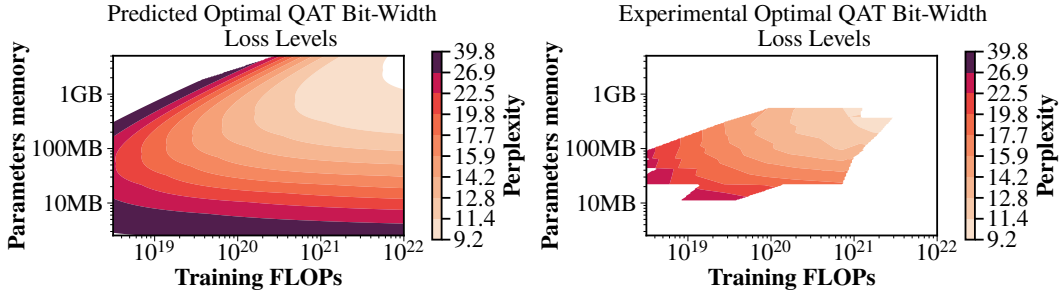 Predicted Optimal QAT Bit-Width
Loss Levels
Parameters memory
1GB
100MB
10MB
10^19
10^20
10^21
10^22
Training FLOPs
39.8
26.9
22.5
19.8
17.7
15.9
14.2
12.8
11.4
9.2
Perplexity
Experimental Optimal QAT Bit-Width
Loss Levels
Parameters memory
1GB
100MB
10MB
10^19
10^20
10^21
10^22
Training FLOPs
39.8
26.9
22.5
19.8
17.7
15.9
14.2
12.8
11.4
9.2
Perplexity